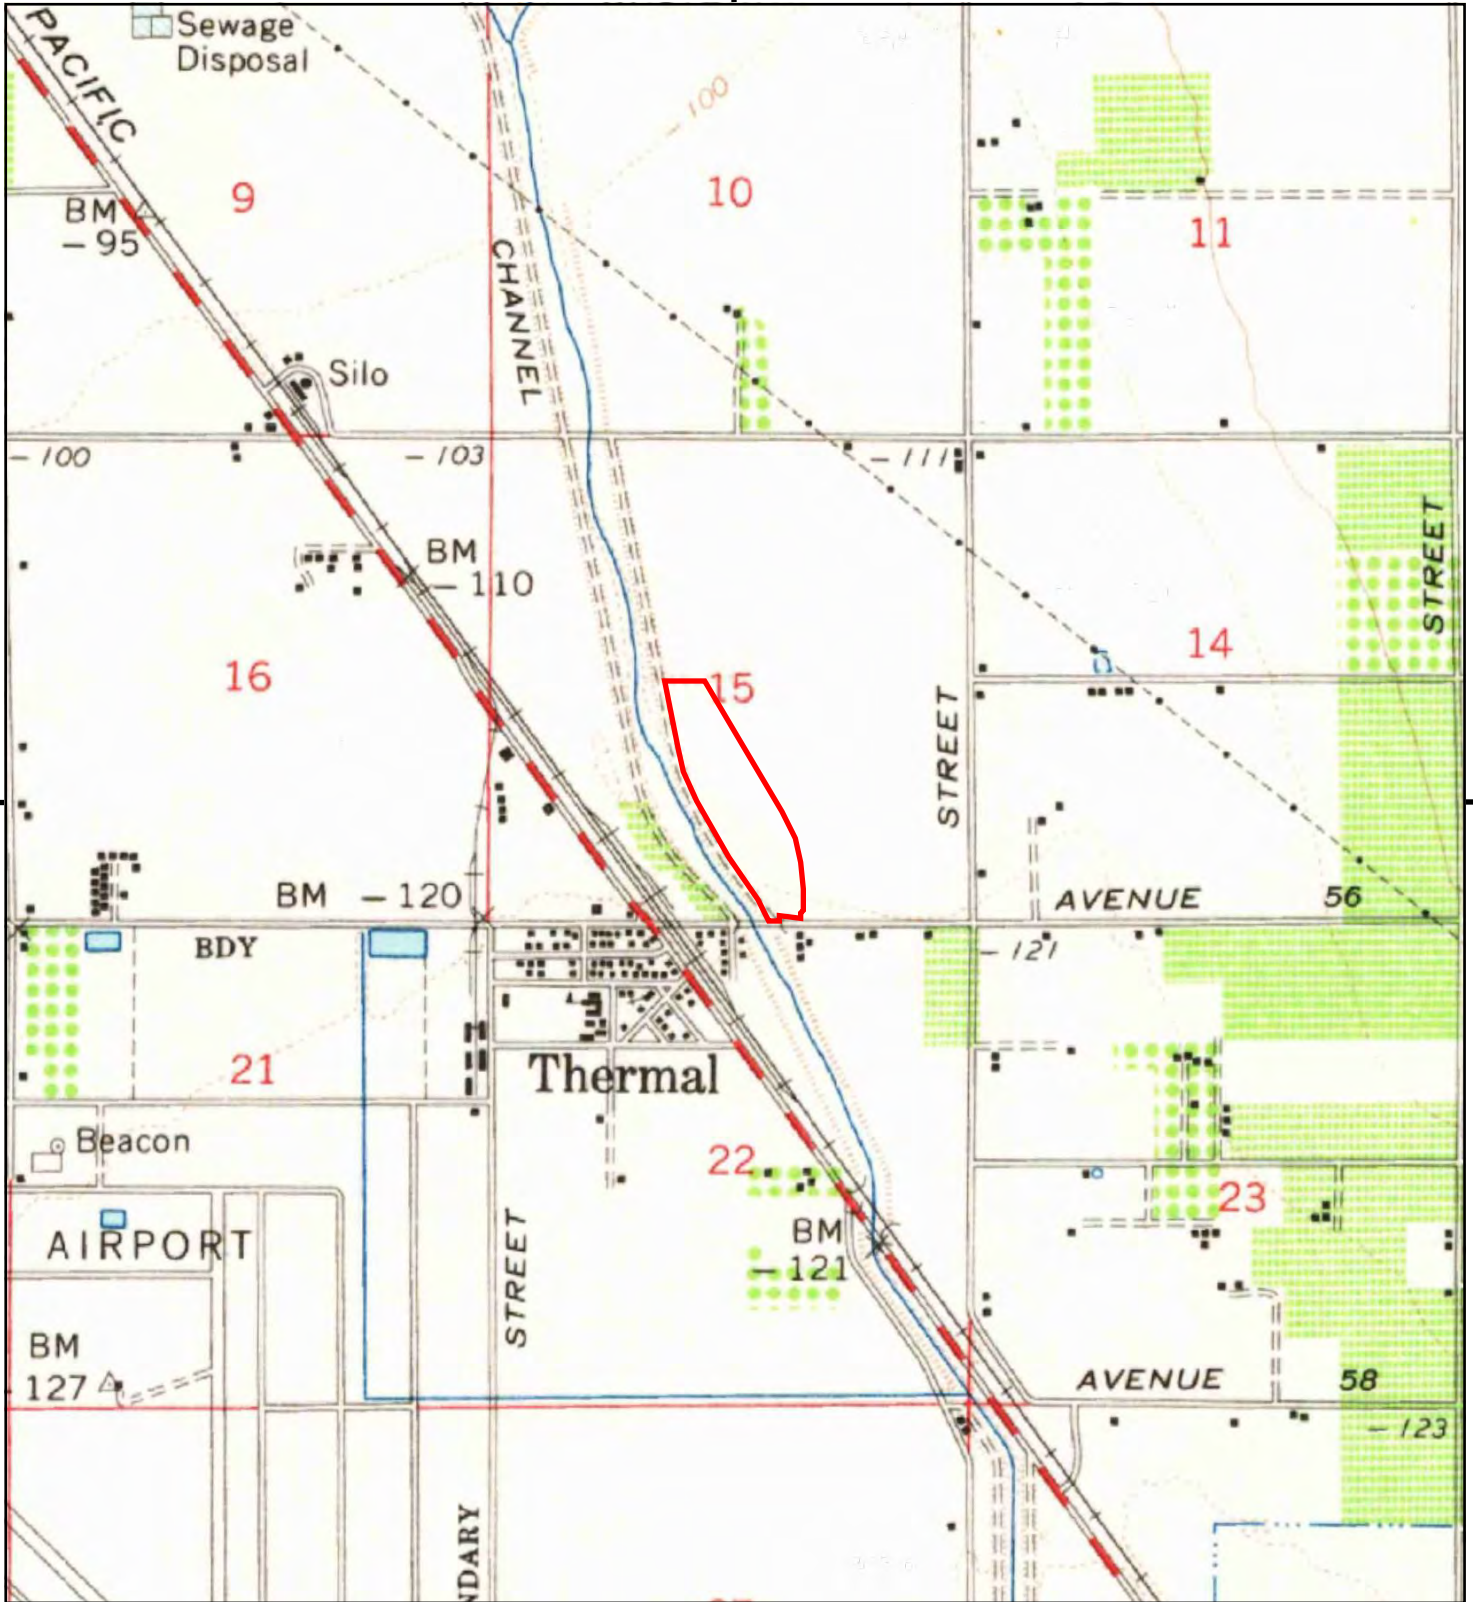 Sewage
Disposal
PACIFIC
- 100
9
10
11
BM
- 95
CHANNEL
Silo
- 100
- 103
- 111
BM
- 110
STREET
14
16
15
STREET
BM - 120
AVENUE 56
BDY
- 121
21
Thermal
Beacon
22
23
AIRPORT
STREET
BM
- 121
BM
127
AVENUE 58
- 123
NDARY